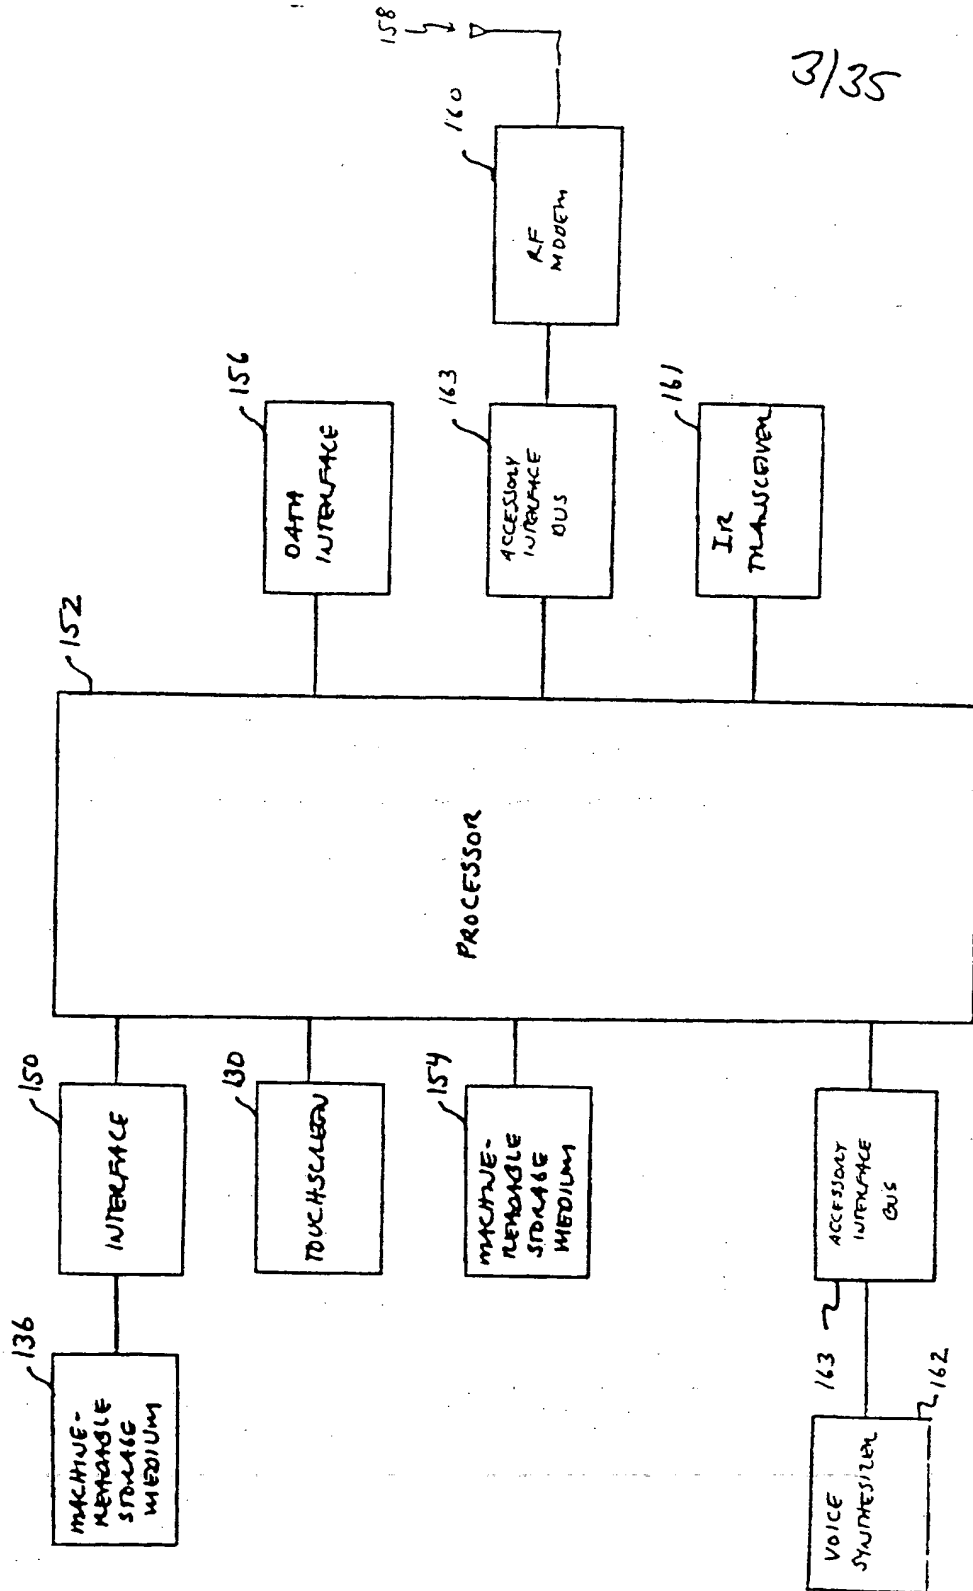 3/35
136
MACHINE-
READABLE
STORAGE
MEDIUM
150
INTERFACE
130
TOUCHSCREEN
154
MACHINE-
READABLE
STORAGE
MEDIUM
163
ACCESSORY
INTERFACE
BUS
162
VOICE
SYNTHESIZER
152
PROCESSOR
156
DATA
INTERFACE
163
ACCESSORY
INTERFACE
BUS
161
IR
TRANSCEIVER
160
RF
MODEM
158